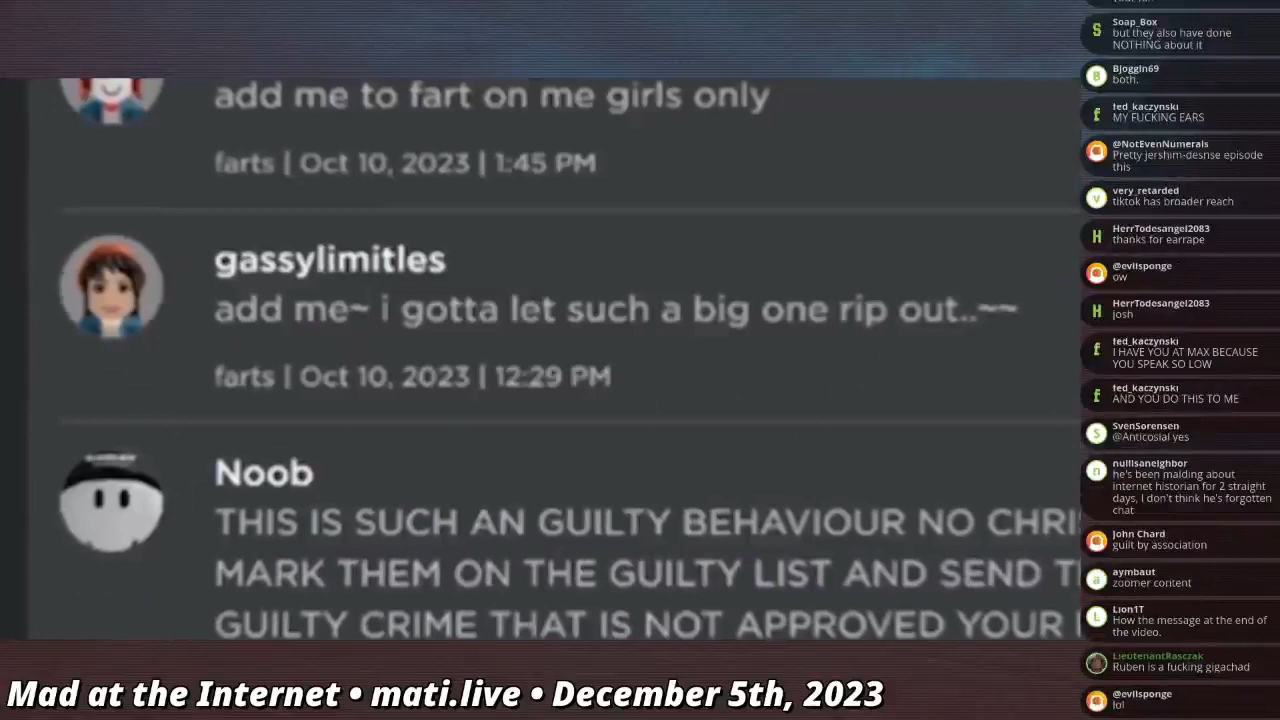 add me to fart on me girls only
farts | Oct 10, 2023 | 1:45 PM
gassylimitles
add me~ i gotta let such a big one rip out..~~
farts | Oct 10, 2023 | 12:29 PM
Noob
THIS IS SUCH AN GUILTY BEHAVIOUR NO CHRIS
MARK THEM ON THE GUILTY LIST AND SEND
GUILTY CRIME THAT IS NOT APPROVED YOUR
Mad at the Internet • mati.live • December 5th, 2023
Soap_Box
but they also have done
NOTHING about it
BJoggin69
both.
ted_kaczynski
MY FUCKING EARS
@NotEvenNumerals
Pretty jershim-desnse episode
this
very_retarded
tiktok has broader reach
HerrTodesangel2083
thanks for earrape
@evilsponge
ow
HerrTodesangel2083
josh
ted_kaczynski
I HAVE YOU AT MAX BECAUSE
YOU SPEAK SO LOW
ted_kaczynski
AND YOU DO THIS TO ME
SvenSorensen
@Anticosial yes
nullisaneighbor
he's been malding about
internet historian for 2 straight
days, I don't think he's forgotten
chat
John Chard
guilt by association
aymbaut
zoomer content
Lion1T
How the message at the end of
the video.
LieutenantRasczak
Ruben is a fucking gigachad
@evilsponge
lol